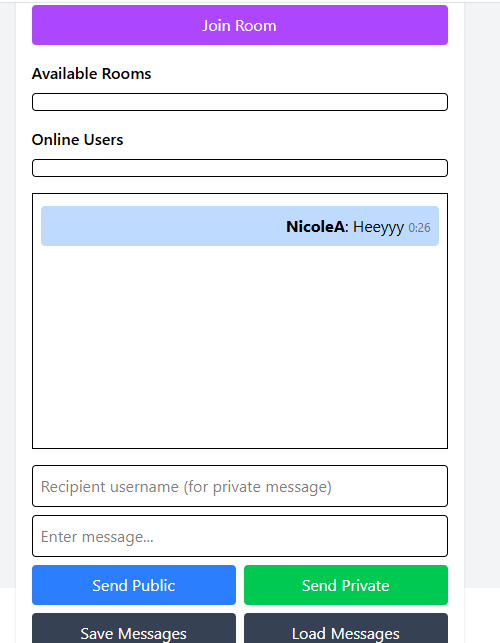 Join Room
Available Rooms
Online Users
NicoleA: Heeyyy 0:26
Recipient username (for private message)
Enter message...
Send Public
Send Private
Save Messages
Load Messages